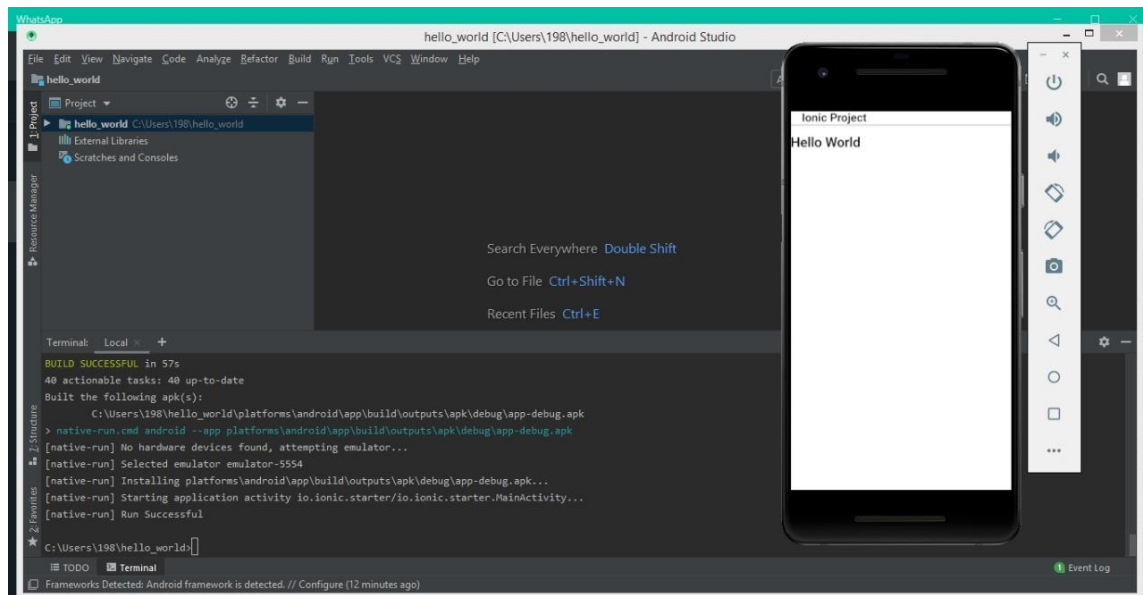 WhatsApp
hello_world [C:\Users\198\hello_world] - Android Studio
File Edit View Navigate Code Analyze Refactor Build Run Tools VCS Window Help
hello_world
Project
1: Project
hello_world C:\Users\198\hello_world
External Libraries
Scratches and Consoles
Resource Manager
Search Everywhere Double Shift
Go to File Ctrl+Shift+N
Recent Files Ctrl+E
Ionic Project
Hello World
Terminal: Local +
BUILD SUCCESSFUL in 57s
40 actionable tasks: 40 up-to-date
Built the following apk(s):
C:\Users\198\hello_world\platforms\android\app\build\outputs\apk\debug\app-debug.apk
> native-run.cmd android --app platforms\android\app\build\outputs\apk\debug\app-debug.apk
[native-run] No hardware devices found, attempting emulator...
[native-run] Selected emulator emulator-5554
[native-run] Installing platforms\android\app\build\outputs\apk\debug\app-debug.apk...
[native-run] Starting application activity io.ionic.starter/io.ionic.starter.MainActivity...
[native-run] Run Successful
C:\Users\198\hello_world>
7: Structure
2: Favorites
TODO Terminal
1 Event Log
Frameworks Detected: Android framework is detected. // Configure (12 minutes ago)